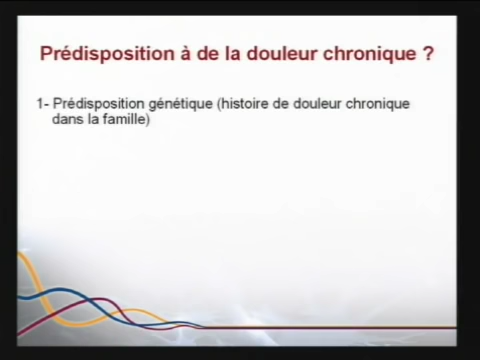 Prédisposition à de la douleur chronique ?
1- Prédisposition génétique (histoire de douleur chronique
dans la famille)